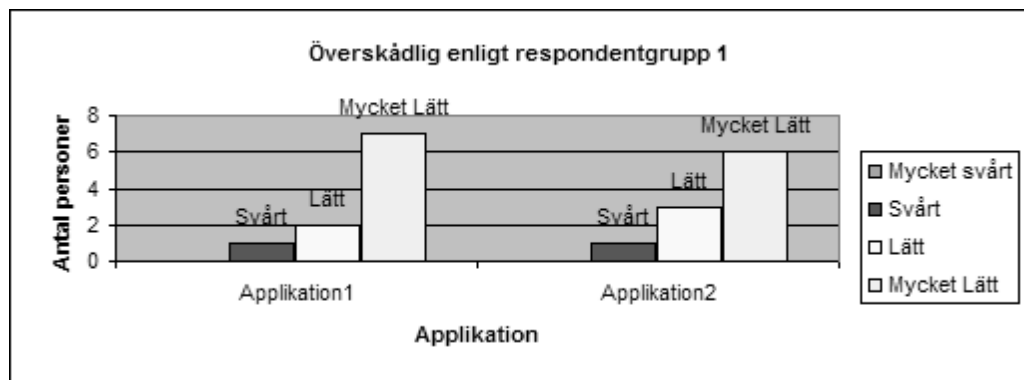 Överskådlig enligt respondentgrupp 1
Antal personer
8
6
4
2
0
Svårt
Lätt
Mycket Lätt
Svårt
Lätt
Mycket Lätt
Applikation1
Applikation2
Applikation
Mycket svårt
Svårt
Lätt
Mycket Lätt